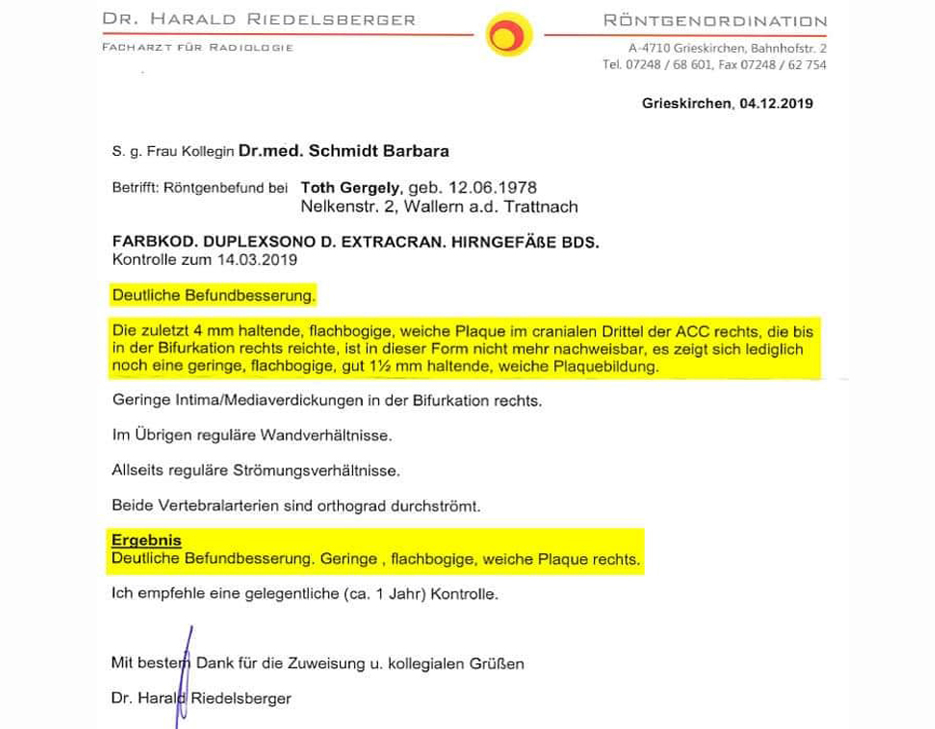 DR. HARALD RIEDELSBERGER
FACHARZT FÜR RADIOLOGIE
RÖNTGENORDINATION
A-4710 Grieskirchen, Bahnhofstr. 2
Tel. 07248 / 68 601, Fax 07248 / 62 754
Grieskirchen, 04.12.2019
S. g. Frau Kollegin Dr.med. Schmidt Barbara
Betrifft: Röntgenbefund bei Toth Gergely, geb. 12.06.1978
Nelkenstr. 2, Wallern a.d. Trattnach
FARBKOD. DUPLEXSONO D. EXTRACRAN. HIRNGEFÄßE BDS.
Kontrolle zum 14.03.2019
Deutliche Befundbesserung.
Die zuletzt 4 mm haltende, flachbogige, weiche Plaque im cranialen Drittel der ACC rechts, die bis
in der Bifurkation rechts reichte, ist in dieser Form nicht mehr nachweisbar, es zeigt sich lediglich
noch eine geringe, flachbogige, gut 1½ mm haltende, weiche Plaquebildung.
Geringe Intima/Mediaverdickungen in der Bifurkation rechts.
Im Übrigen reguläre Wandverhältnisse.
Allseits reguläre Strömungsverhältnisse.
Beide Vertebralarterien sind orthograd durchströmt.
Ergebnis
Deutliche Befundbesserung. Geringe , flachbogige, weiche Plaque rechts.
Ich empfehle eine gelegentliche (ca. 1 Jahr) Kontrolle.
Mit bestem Dank für die Zuweisung u. kollegialen Grüßen
Dr. Harald Riedelsberger